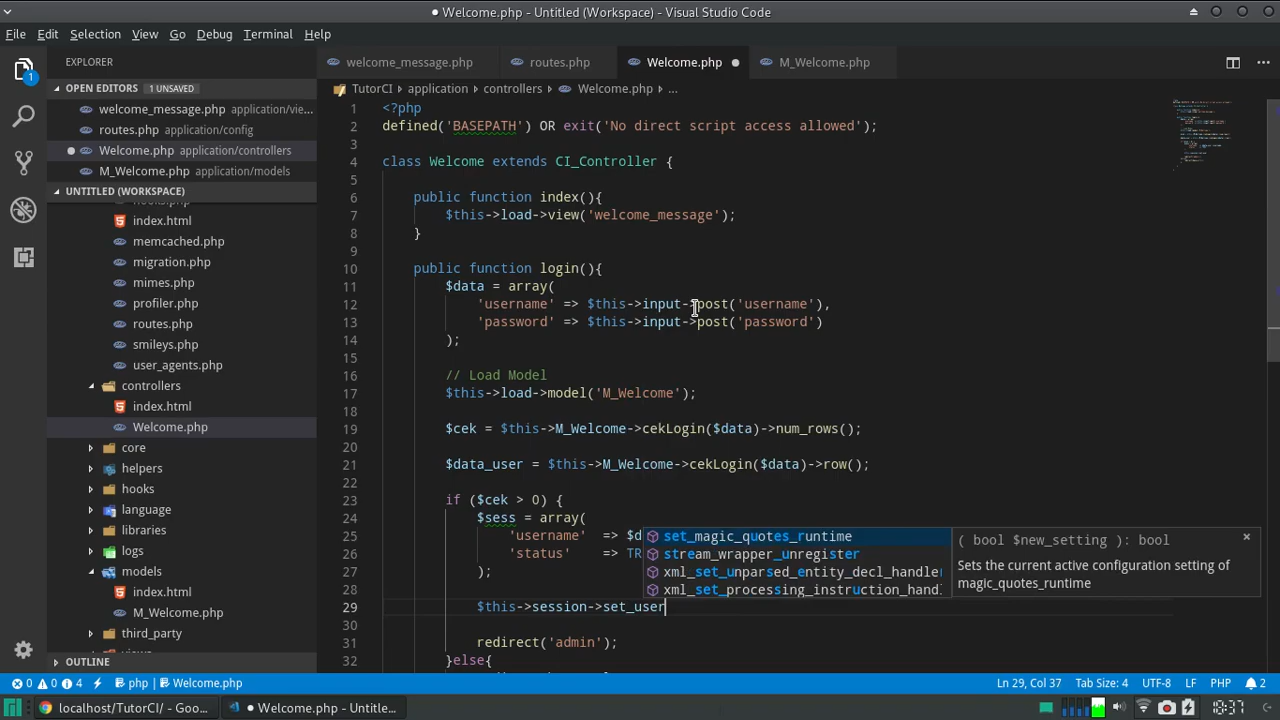 Welcome.php - Untitled (Workspace) - Visual Studio Code
File Edit Selection View Go Debug Terminal Help
EXPLORER
welcome_message.php routes.php Welcome.php M_Welcome.php
OPEN EDITORS 1 UNSAVED
welcome_message.php application/vie...
routes.php application/config
Welcome.php application/controllers
M_Welcome.php application/models
UNTITLED (WORKSPACE)
index.html
memcached.php
migration.php
mimes.php
profiler.php
routes.php
smileys.php
user_agents.php
controllers
index.html
Welcome.php
core
helpers
hooks
language
libraries
logs
models
index.html
M_Welcome.php
third_party
OUTLINE
TutorCI application controllers Welcome.php ...
1 <?php
2 defined('BASEPATH') OR exit('No direct script access allowed');
3
4 class Welcome extends CI_Controller {
5
6 public function index(){
7 $this->load->view('welcome_message');
8 }
9
10 public function login(){
11 $data = array(
12 'username' => $this->input->post('username'),
13 'password' => $this->input->post('password')
14 );
15
16 // Load Model
17 $this->load->model('M_Welcome');
18
19 $cek = $this->M_Welcome->cekLogin($data)->num_rows();
20
21 $data_user = $this->M_Welcome->cekLogin($data)->row();
22
23 if ($cek > 0) {
24 $sess = array(
25 'username' => $d
26 'status' => TR
27 );
28
29 $this->session->set_user
30
31 redirect('admin');
32 }else{
set_magic_quotes_runtime
stream_wrapper_unregister
xml_set_unparsed_entity_decl_handler
xml_set_processing_instruction_handl
( bool $new_setting ): bool
Sets the current active configuration setting of
magic_quotes_runtime
0 0 4 php | Welcome.php Ln 29, Col 37 Tab Size: 4 UTF-8 LF PHP 2
localhost/TutorCI/ - Goo... Welcome.php - Untitle... 10:37